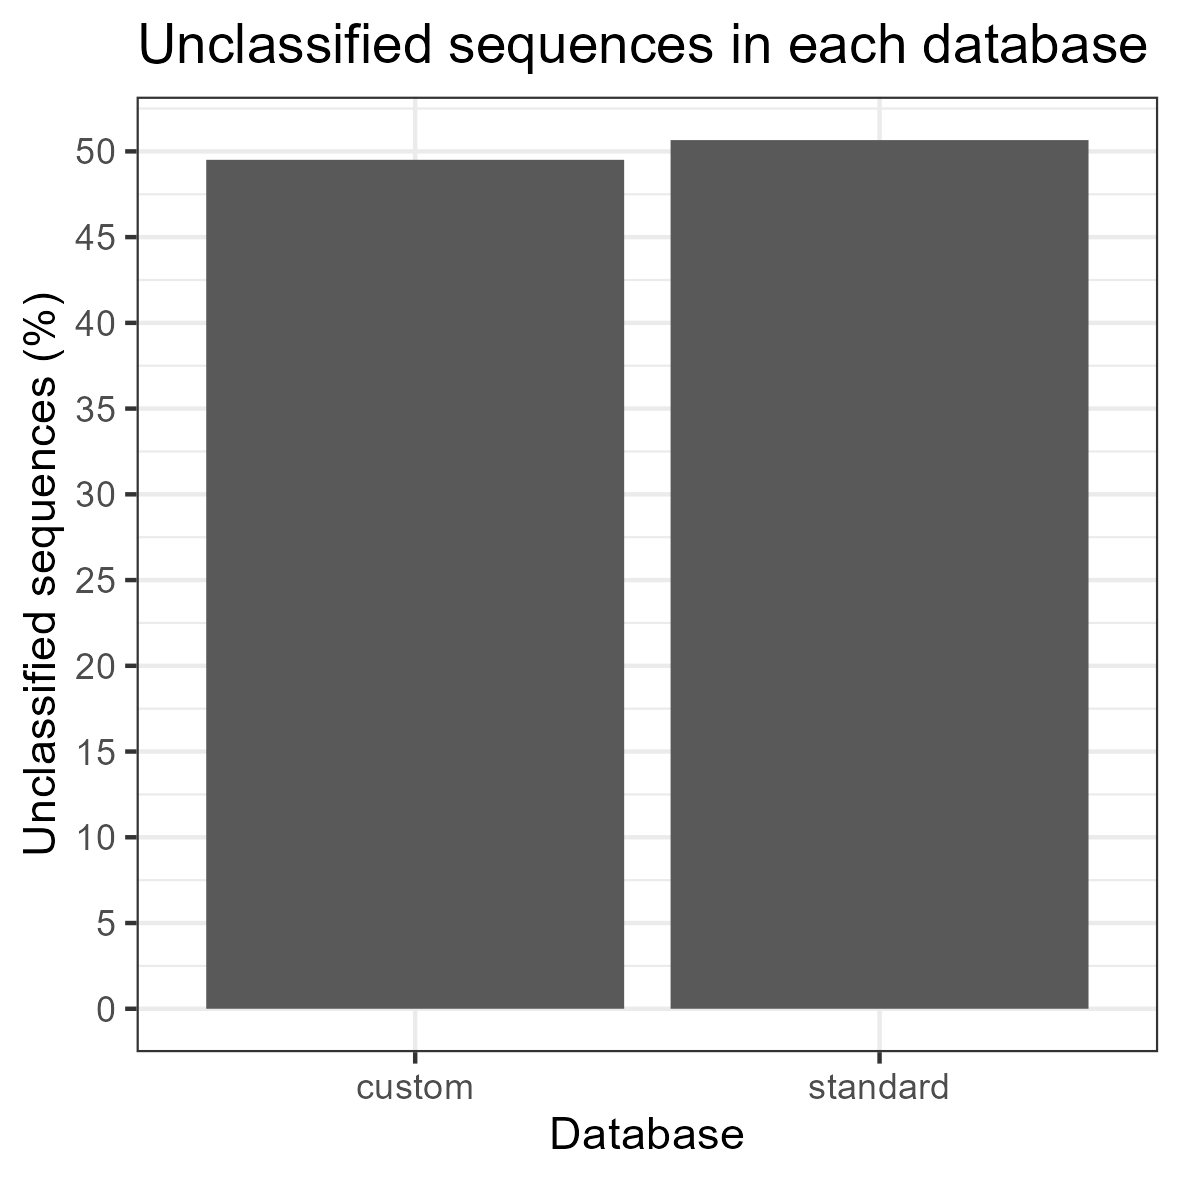 Unclassified sequences in each database
Unclassified sequences (%)
50
45
40
35
30
25
20
15
10
5
0
custom
standard
Database